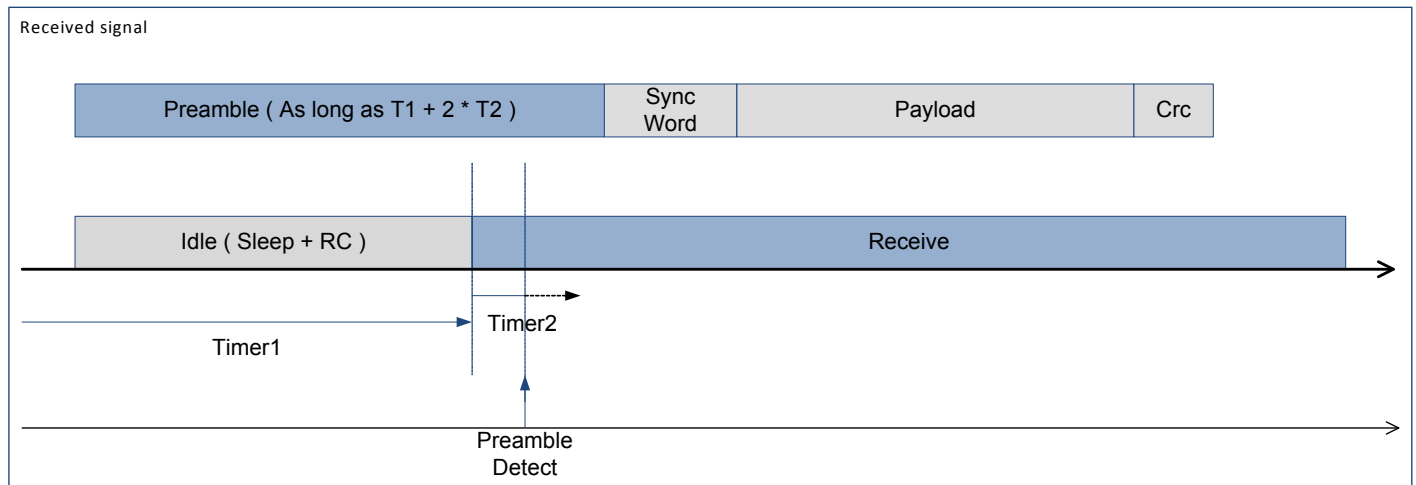 Received signal
Preamble ( As long as T1 + 2 * T2 )
Sync
Word
Payload
Crc
Idle ( Sleep + RC )
Receive
Timer2
Timer1
Preamble
Detect